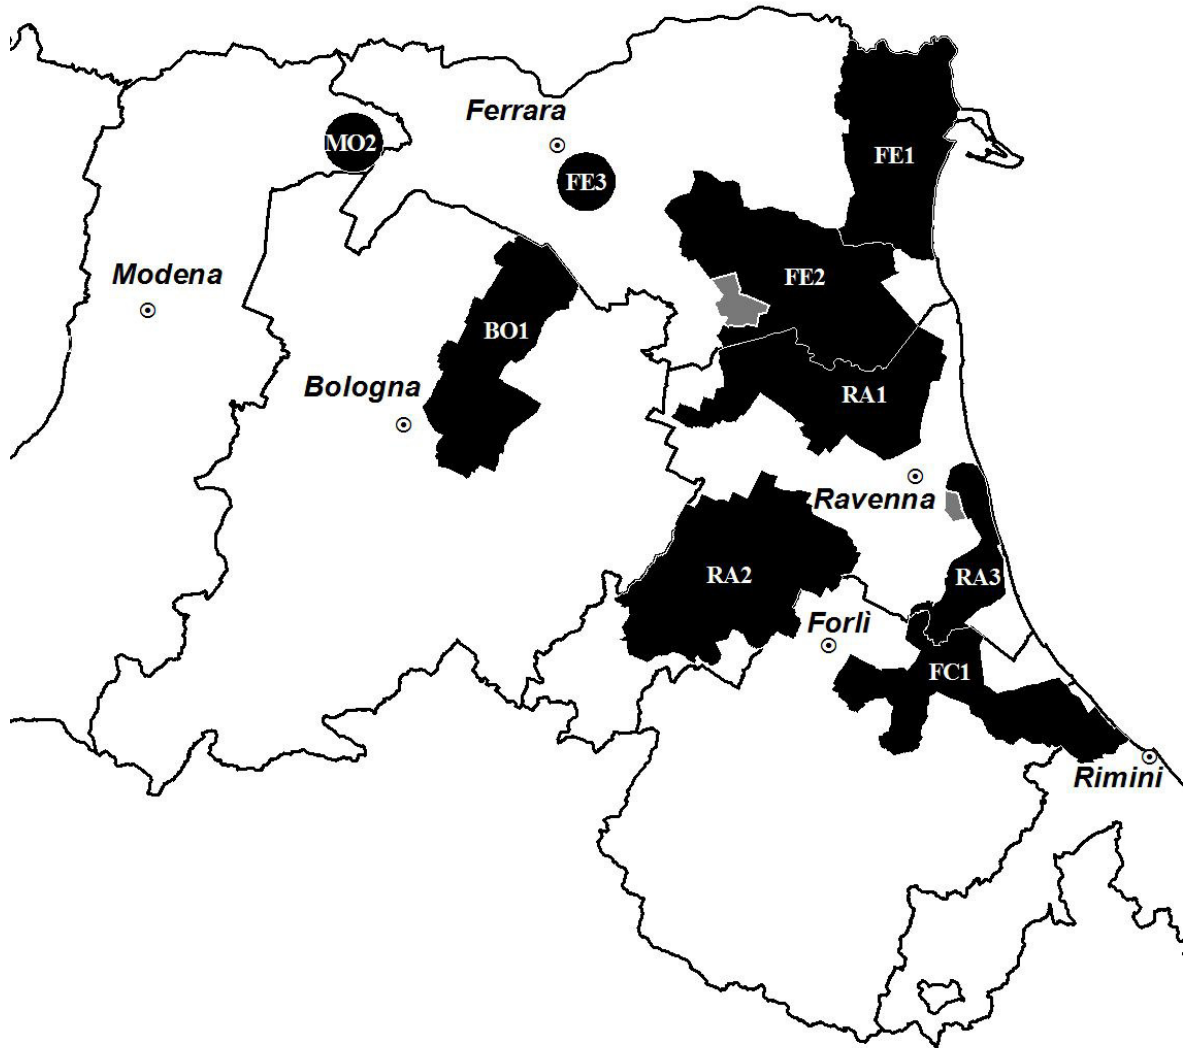 Ferrara
MO2
FE1
FE3
Modena
FE2
BO1
Bologna
RA1
Ravenna
RA2
RA3
Forlì
FC1
Rimini